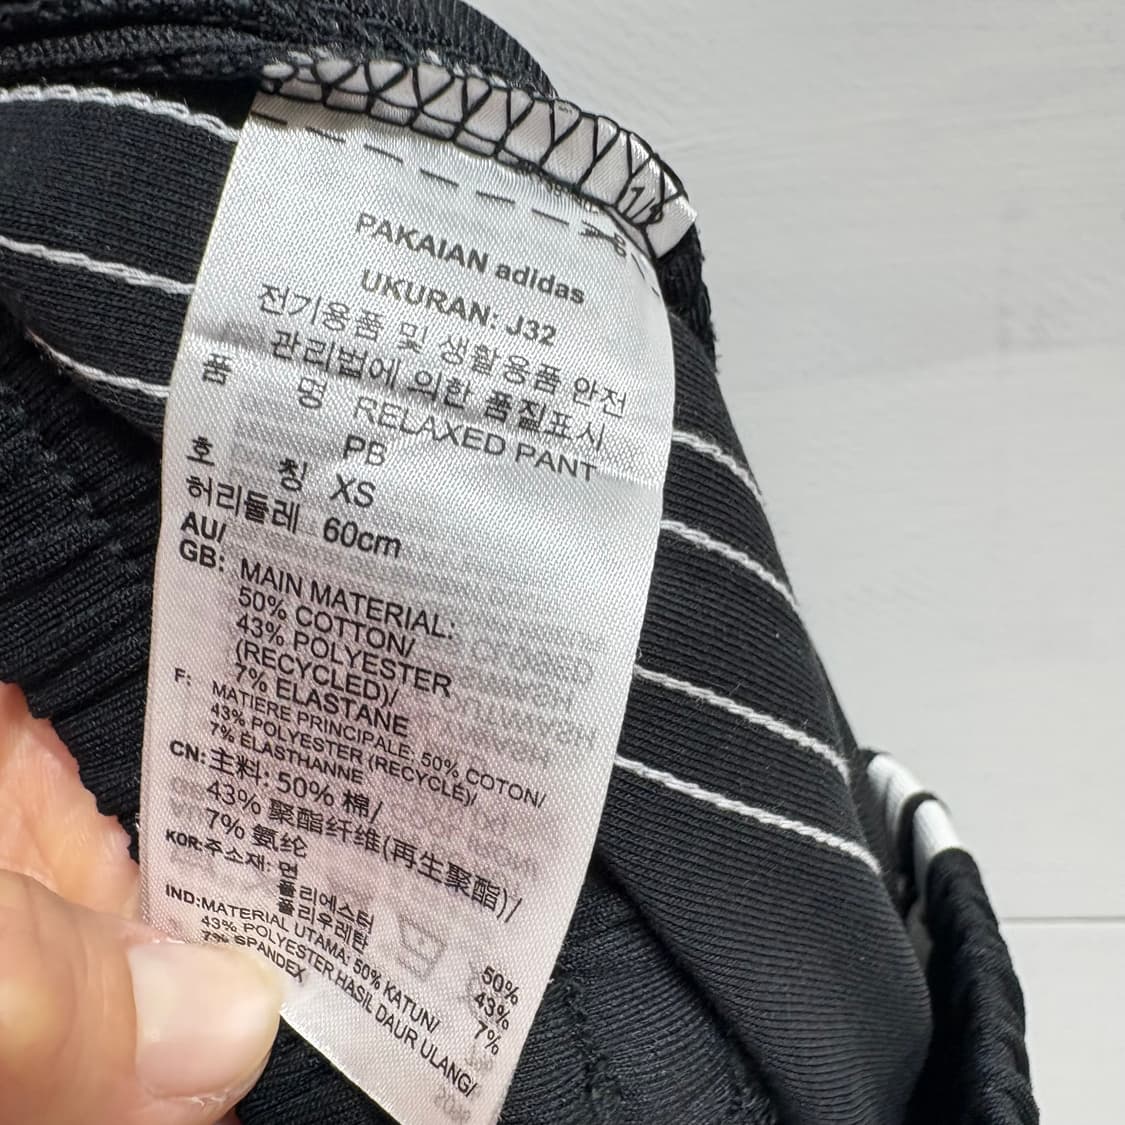 PAKAIAN adidas
UKURAN: J32
전기용품 및 생활용품 안전
관리법에 의한 품질표시
품 명 RELAXED PANT
PB
호 칭 XS
허리둘레 60cm
AU/
GB: MAIN MATERIAL:
50% COTTON/
43% POLYESTER
(RECYCLED)/
7% ELASTANE
F: MATIERE PRINCIPALE: 50% COTON/
43% POLYESTER (RECYCLÉ)/
7% ÉLASTHANNE
CN:主料: 50% 棉/
43% 聚酯纤维(再生聚酯)/
7% 氨纶
KOR:주소재: 면 50%
폴리에스터 43%
폴리우레탄 7%
IND:MATERIAL UTAMA: 50% KATUN/
43% POLYESTER HASIL DAUR ULANG/
7% SPANDEX